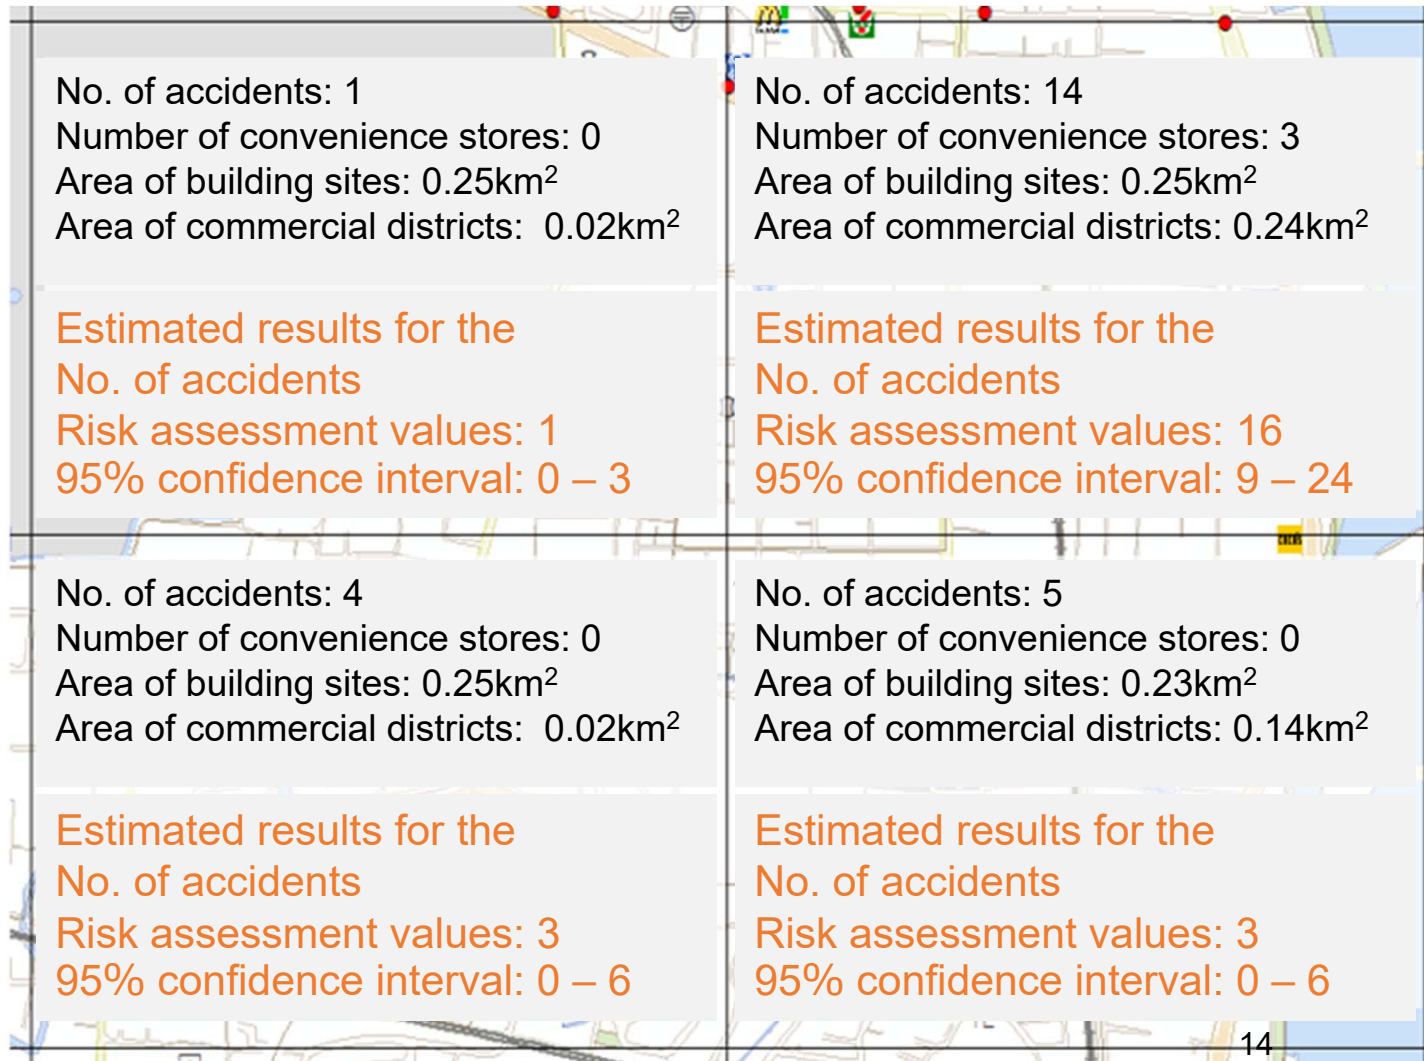 No. of accidents: 1
Number of convenience stores: 0
Area of building sites: 0.25km²
Area of commercial districts:  0.02km²
Estimated results for the
No. of accidents
Risk assessment values: 1
95% confidence interval: 0 – 3
No. of accidents: 14
Number of convenience stores: 3
Area of building sites: 0.25km²
Area of commercial districts: 0.24km²
Estimated results for the
No. of accidents
Risk assessment values: 16
95% confidence interval: 9 – 24
No. of accidents: 4
Number of convenience stores: 0
Area of building sites: 0.25km²
Area of commercial districts:  0.02km²
Estimated results for the
No. of accidents
Risk assessment values: 3
95% confidence interval: 0 – 6
No. of accidents: 5
Number of convenience stores: 0
Area of building sites: 0.23km²
Area of commercial districts: 0.14km²
Estimated results for the
No. of accidents
Risk assessment values: 3
95% confidence interval: 0 – 6
14